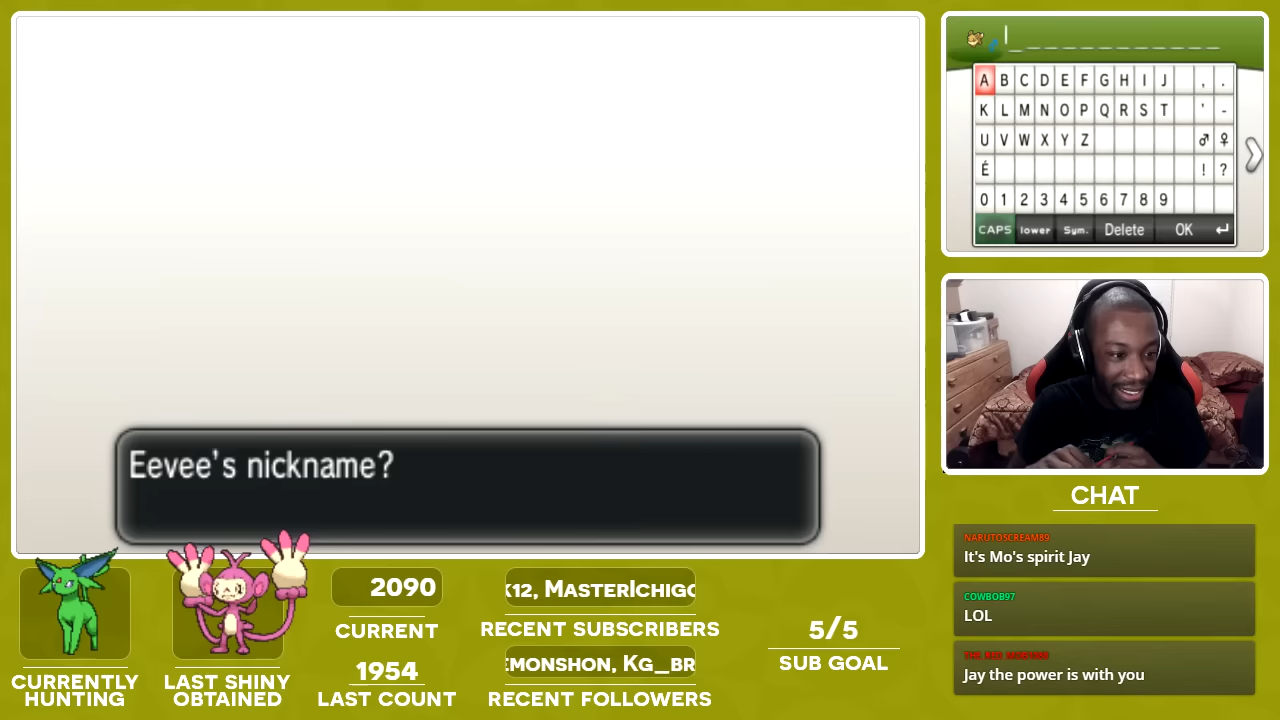 Eevee's nickname?
A B C D E F G H I J , .
K L M N O P Q R S T ' -
U V W X Y Z ♂ ♀
É ! ?
0 1 2 3 4 5 6 7 8 9
CAPS lower Sym. Delete OK
CHAT
NARUTOSCREAM89
It's Mo's spirit Jay
COWBOB97
LOL
Jay the power is with you
CURRENTLY
HUNTING
LAST SHINY
OBTAINED
2090
CURRENT
1954
LAST COUNT
K12, MASTERICHIGO
RECENT SUBSCRIBERS
EMONSHON, KG_BR
RECENT FOLLOWERS
5/5
SUB GOAL